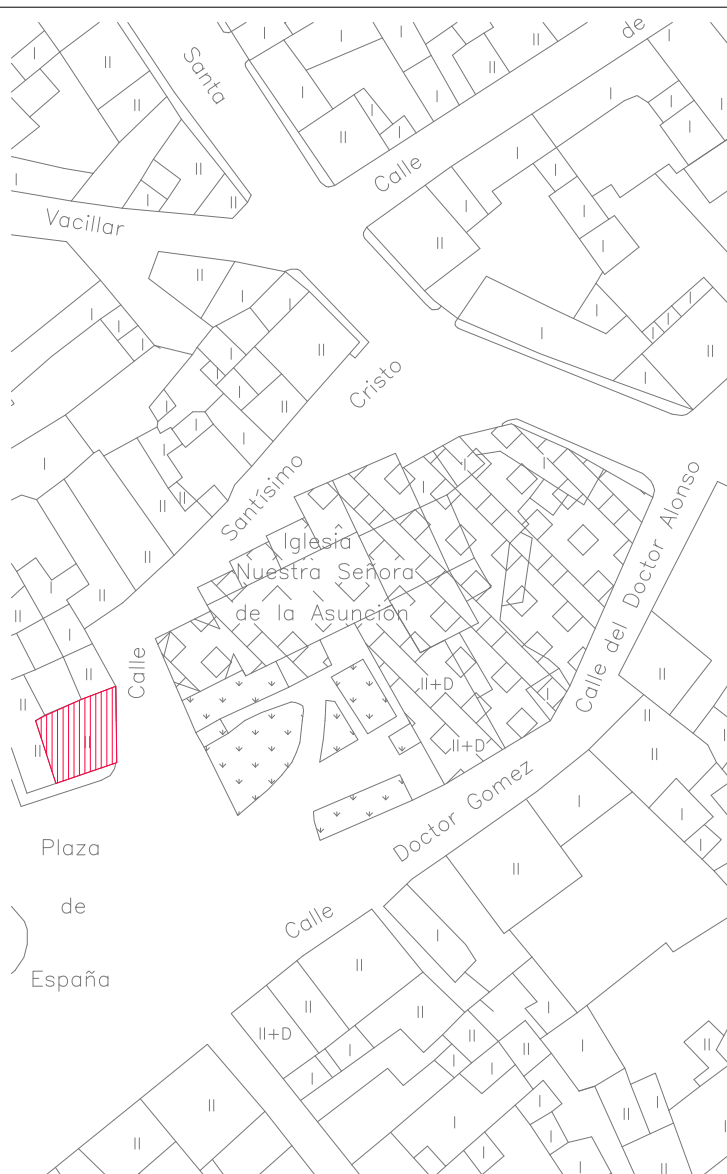 Santa
de
Calle
Vacillar
Cristo
Santísimo
Calle
Iglesia
Nuestra Señora
de la Asunción
Calle del Doctor Alonso
II+D
II+D
Plaza
de
España
Calle
Doctor Gomez
II+D